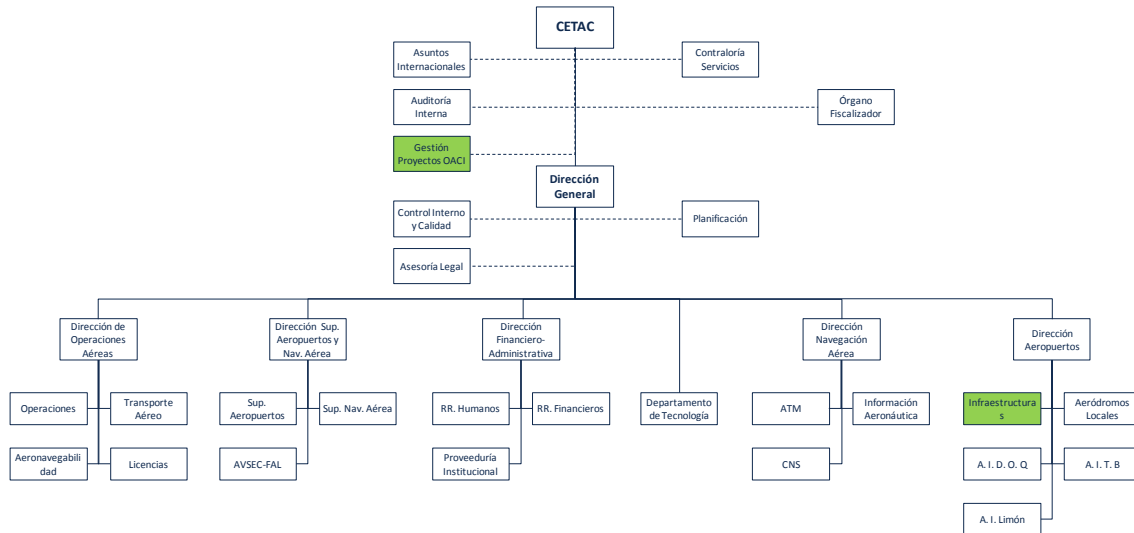 CETAC
Asuntos
Internacionales
Contraloría
Servicios
Auditoría
Interna
Órgano
Fiscalizador
Gestión
Proyectos OACI
Dirección
General
Control Interno
y Calidad
Planificación
Asesoría Legal
Dirección de
Operaciones
Aéreas
Dirección Sup.
Aeropuertos y
Nav. Aérea
Dirección
Financiero-
Administrativa
Dirección
Navegación
Aérea
Dirección
Aeropuertos
Operaciones
Transporte
Aéreo
Sup.
Aeropuertos
Sup. Nav. Aérea
RR. Humanos
RR. Financieros
Departamento
de Tecnología
ATM
Información
Aeronáutica
Infraestructura
s
Aeródromos
Locales
Aeronavegabili
dad
Licencias
AVSEC-FAL
Proveeduría
Institucional
CNS
A. I. D. O. Q
A. I. T. B
A. I. Limón